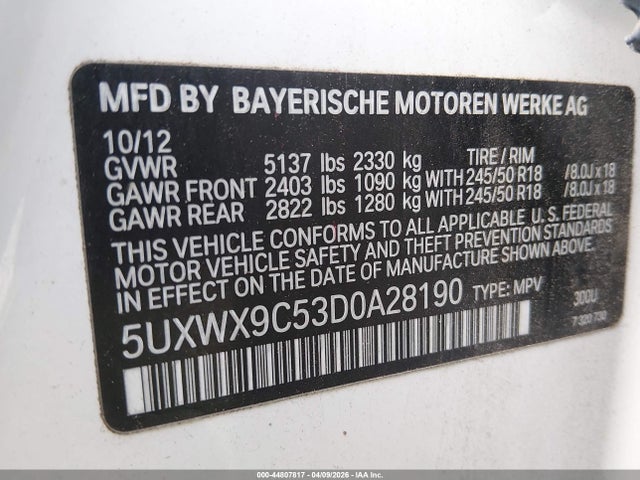 MFD BY BAYERISCHE MOTOREN WERKE AG
10/12 TIRE / RIM
GVWR 5137 lbs 2330 kg
GAWR FRONT 2403 lbs 1090 kg WITH 245/50 R18 /8.0J x 18
GAWR REAR 2822 lbs 1280 kg WITH 245/50 R18 /8.0J x 18
THIS VEHICLE CONFORMS TO ALL APPLICABLE U.S. FEDERAL
MOTOR VEHICLE SAFETY AND THEFT PREVENTION STANDARDS
IN EFFECT ON THE DATE OF MANUFACTURE SHOWN ABOVE.
5UXWX9C53D0A28190 TYPE: MPV 300U
7 320 730
000-44807817 - 04/09/2026 - IAA Inc.